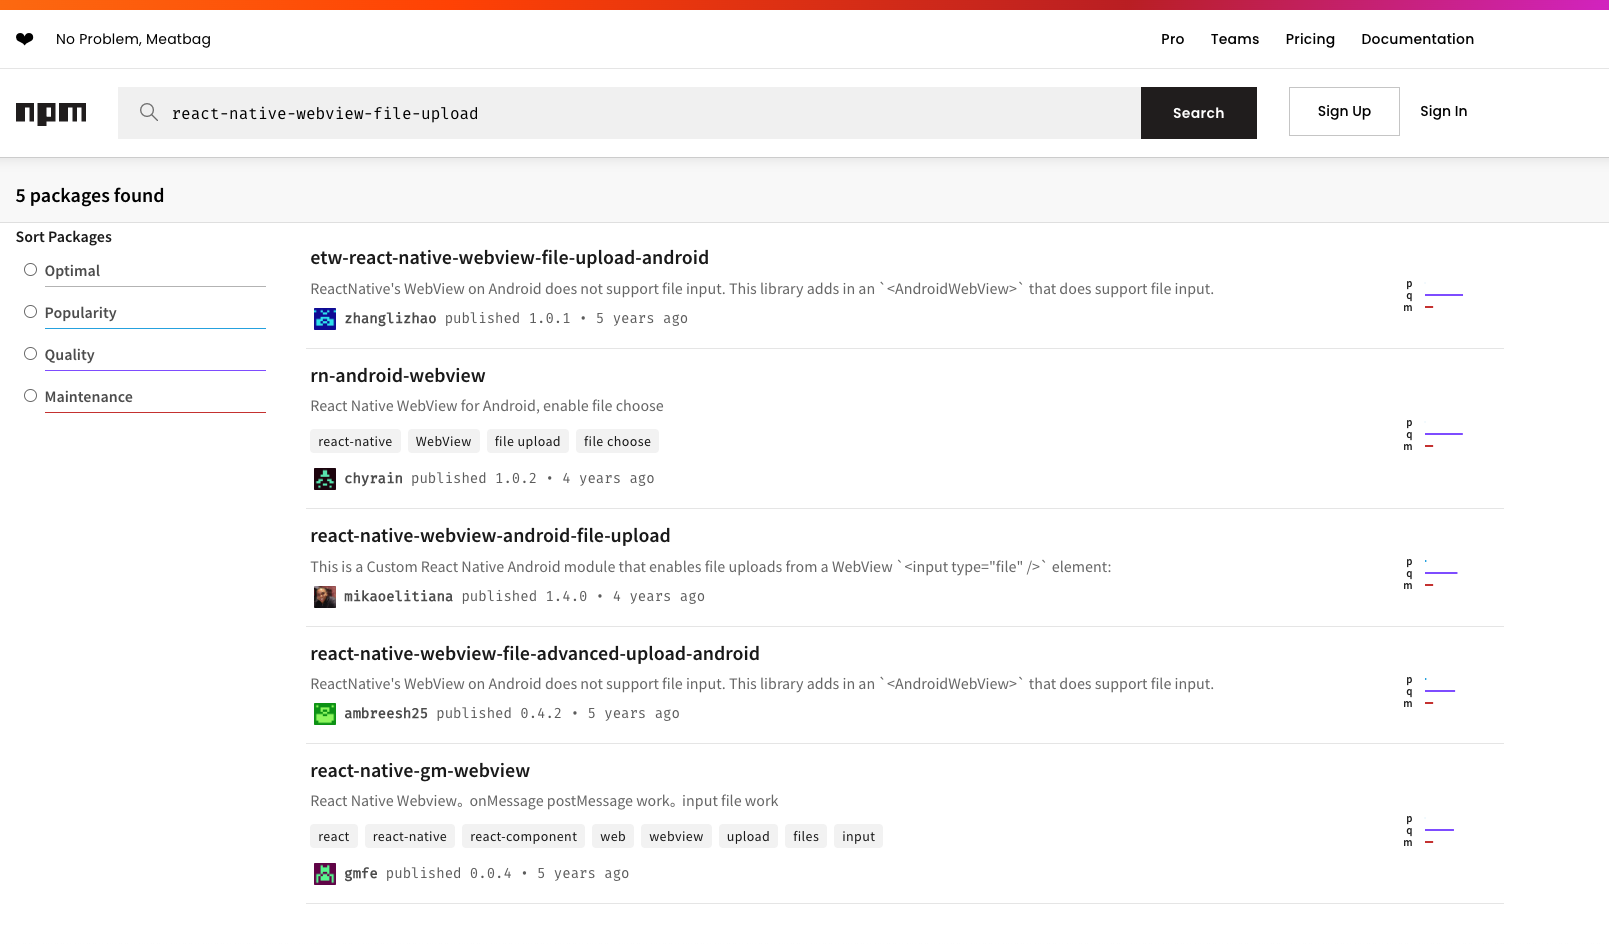 ❤ No Problem, Meatbag
Pro Teams Pricing Documentation
npm react-native-webview-file-upload Search Sign Up Sign In
5 packages found
Sort Packages
Optimal
Popularity
Quality
Maintenance
etw-react-native-webview-file-upload-android
ReactNative's WebView on Android does not support file input. This library adds in an `<AndroidWebView>` that does support file input.
zhanglizhao published 1.0.1 • 5 years ago
p
q
m
rn-android-webview
React Native WebView for Android, enable file choose
react-native WebView file upload file choose
chyrain published 1.0.2 • 4 years ago
p
q
m
react-native-webview-android-file-upload
This is a Custom React Native Android module that enables file uploads from a WebView `<input type="file" />` element:
mikaoelitiana published 1.4.0 • 4 years ago
p
q
m
react-native-webview-file-advanced-upload-android
ReactNative's WebView on Android does not support file input. This library adds in an `<AndroidWebView>` that does support file input.
ambreesh25 published 0.4.2 • 5 years ago
p
q
m
react-native-gm-webview
React Native Webview。onMessage postMessage work。input file work
react react-native react-component web webview upload files input
gmfe published 0.0.4 • 5 years ago
p
q
m